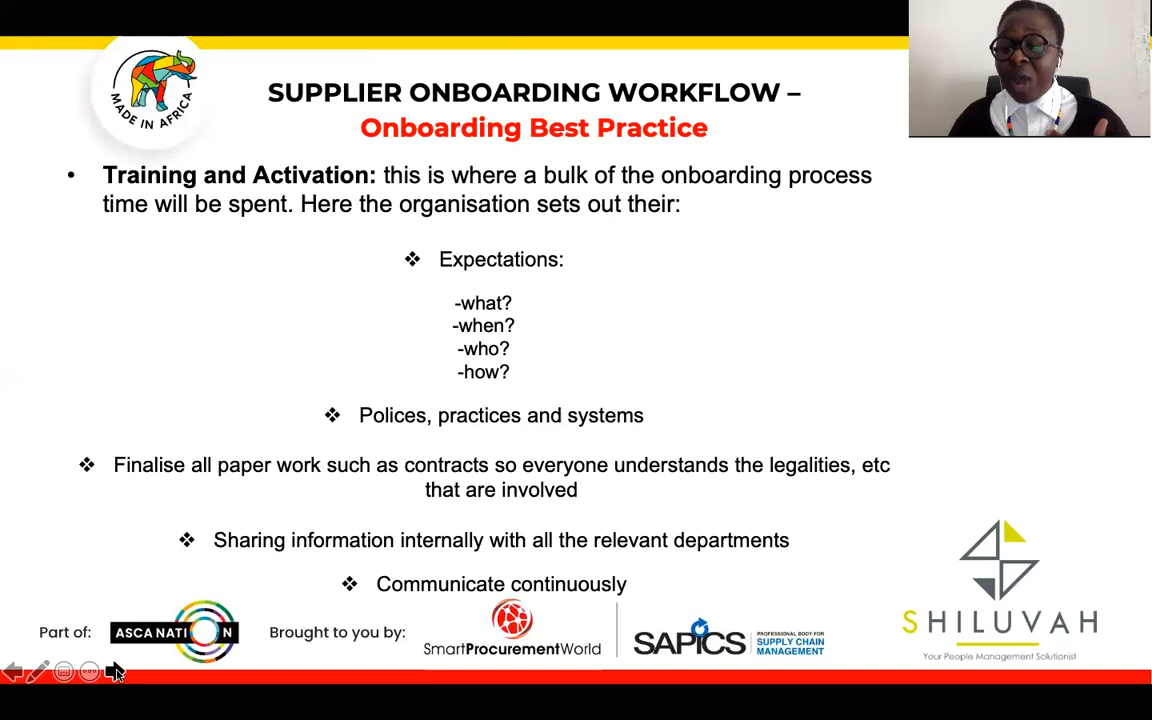 MADE IN AFRICA
SUPPLIER ONBOARDING WORKFLOW –
Onboarding Best Practice
• Training and Activation: this is where a bulk of the onboarding process
time will be spent. Here the organisation sets out their:
❖ Expectations:
-what?
-when?
-who?
-how?
❖ Polices, practices and systems
❖ Finalise all paper work such as contracts so everyone understands the legalities, etc
that are involved
❖ Sharing information internally with all the relevant departments
❖ Communicate continuously
Part of:
ASCA NATION
Brought to you by:
SmartProcurementWorld
SAPICS
PROFESSIONAL BODY FOR
SUPPLY CHAIN
MANAGEMENT
SHILUVAH
Your People Management Solutionist